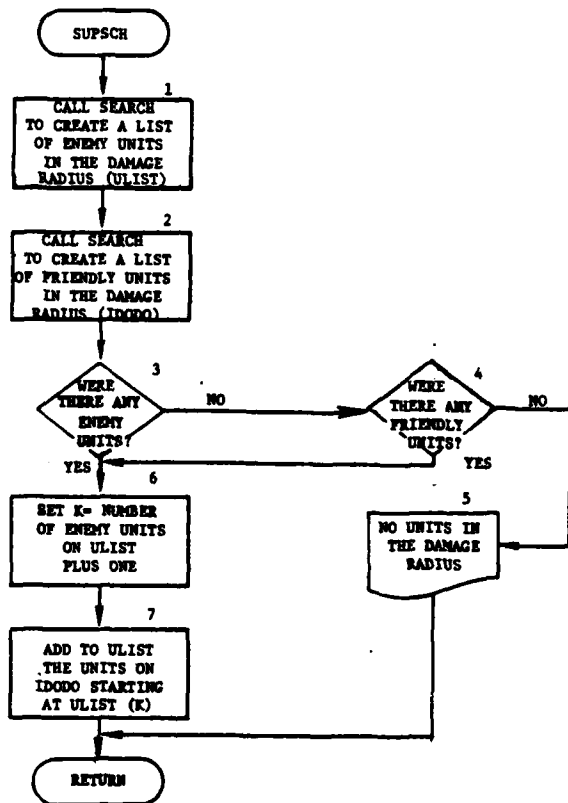 SUPSCH
1
CALL SEARCH
TO CREATE A LIST
OF ENEMY UNITS
IN THE DAMAGE
RADIUS (ULIST)
2
CALL SEARCH
TO CREATE A LIST
OF FRIENDLY UNITS
IN THE DAMAGE
RADIUS (IDODO)
3
WERE
THERE ANY
ENEMY
UNITS?
NO
YES
4
WERE
THERE ANY
FRIENDLY
UNITS?
NO
YES
5
NO UNITS IN
THE DAMAGE
RADIUS
6
SET K= NUMBER
OF ENEMY UNITS
ON ULIST
PLUS ONE
7
ADD TO ULIST
THE UNITS ON
IDODO STARTING
AT ULIST (K)
RETURN